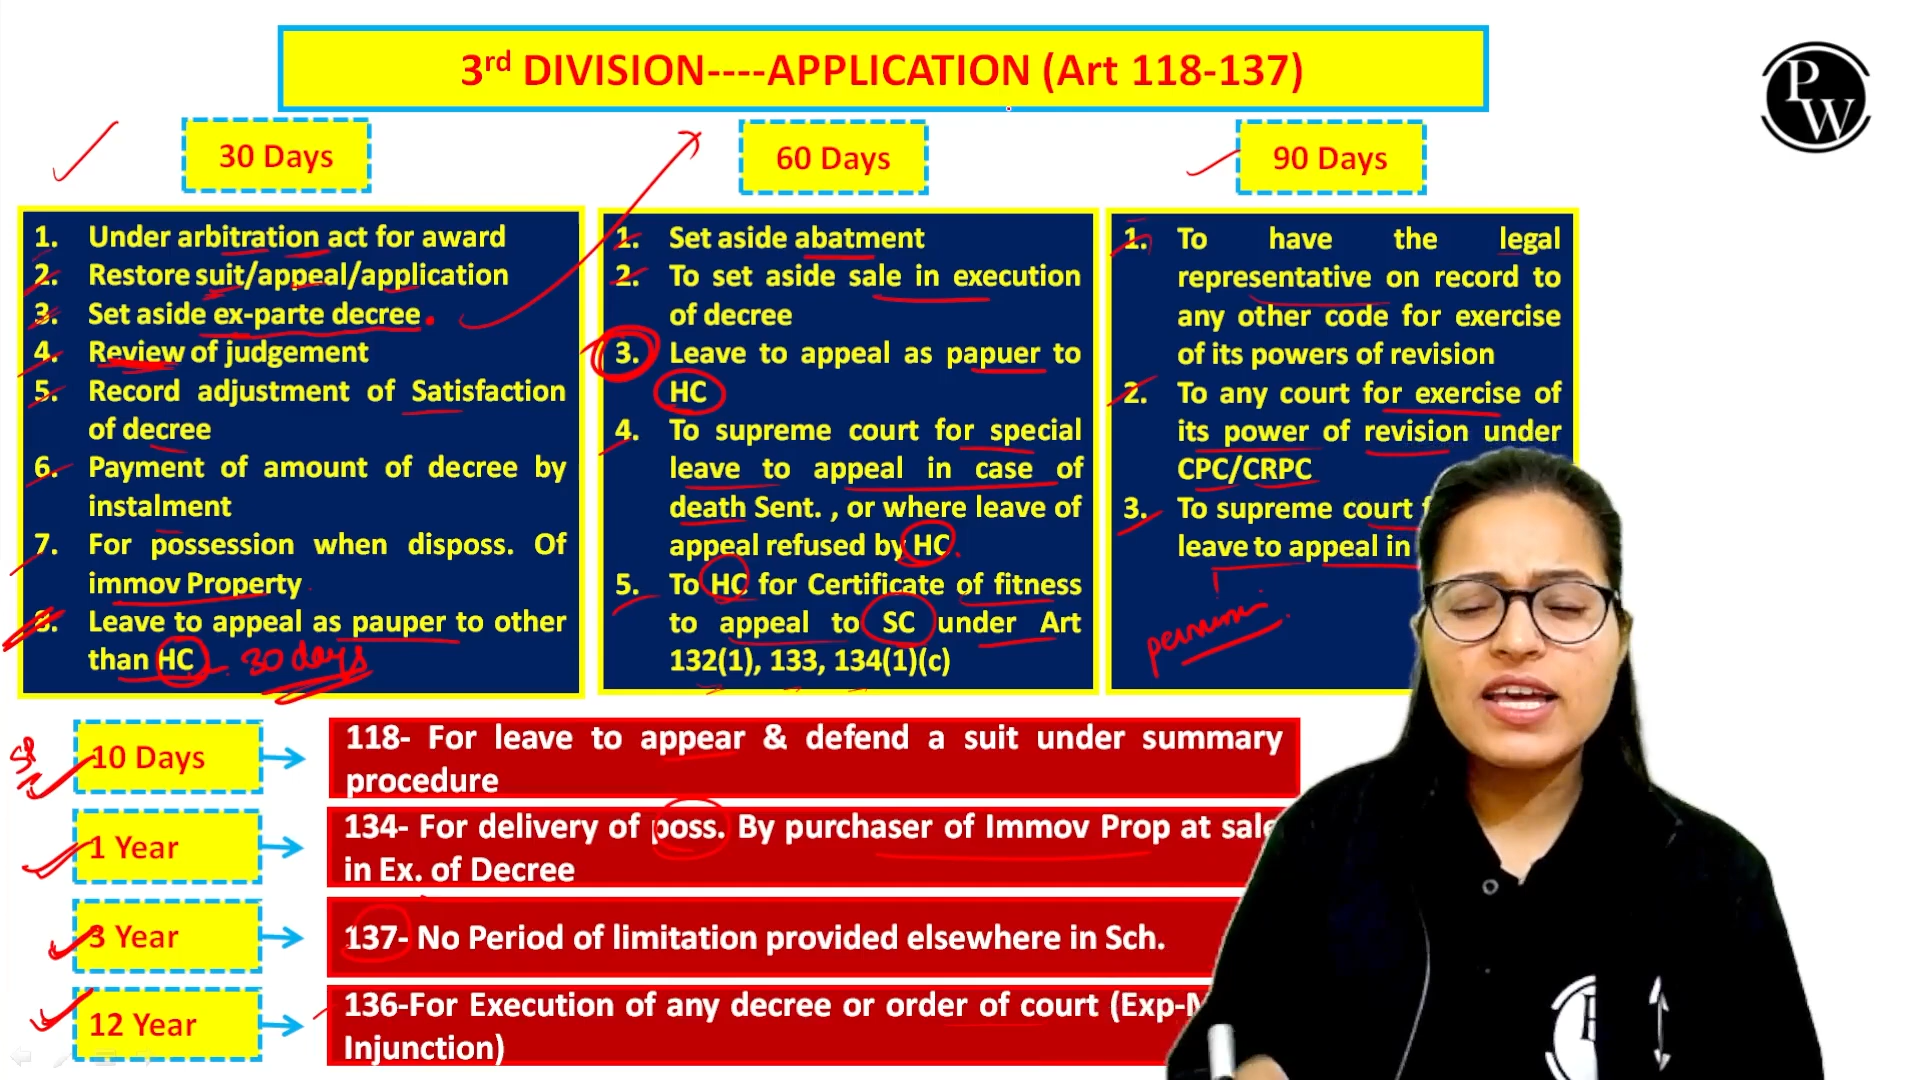 3rd DIVISION----APPLICATION (Art 118-137)
PW
30 Days
1. Under arbitration act for award
2. Restore suit/appeal/application
3. Set aside ex-parte decree.
4. Review of judgement
5. Record adjustment of Satisfaction
of decree
6. Payment of amount of decree by
instalment
7. For possession when disposs. Of
immov Property
8. Leave to appeal as pauper to other
than HC - 30 days
60 Days
1. Set aside abatment
2. To set aside sale in execution
of decree
3. Leave to appeal as papuer to
HC
4. To supreme court for special
leave to appeal in case of
death Sent. , or where leave of
appeal refused by HC.
5. To HC for Certificate of fitness
to appeal to SC under Art
132(1), 133, 134(1)(c)
90 Days
1. To have the legal
representative on record to
any other code for exercise
of its powers of revision
2. To any court for exercise of
its power of revision under
CPC/CRPC
3. To supreme court
leave to appeal in
10 Days
118- For leave to appear & defend a suit under summary
procedure
1 Year
134- For delivery of poss. By purchaser of Immov Prop at sale
in Ex. of Decree
3 Year
137- No Period of limitation provided elsewhere in Sch.
12 Year
136-For Execution of any decree or order of court (Exp-
Injunction)